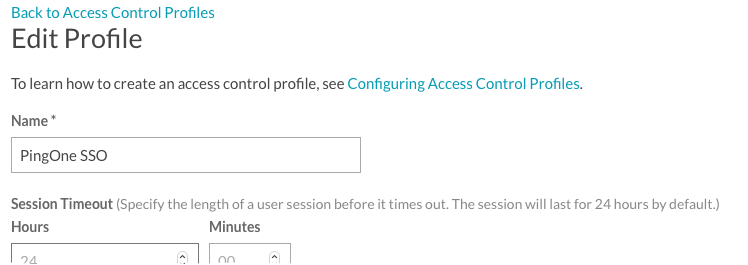 Back to Access Control Profiles
Edit Profile
To learn how to create an access control profile, see Configuring Access Control Profiles.
Name *
PingOne SSO
Session Timeout (Specify the length of a user session before it times out. The session will last for 24 hours by default.)
Hours Minutes
24 00